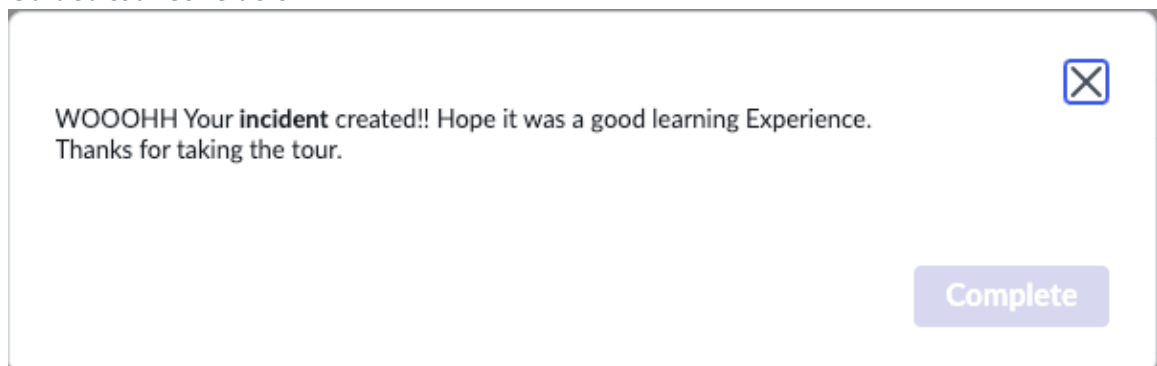 WOOOHH Your incident created!! Hope it was a good learning Experience.
Thanks for taking the tour.
Complete